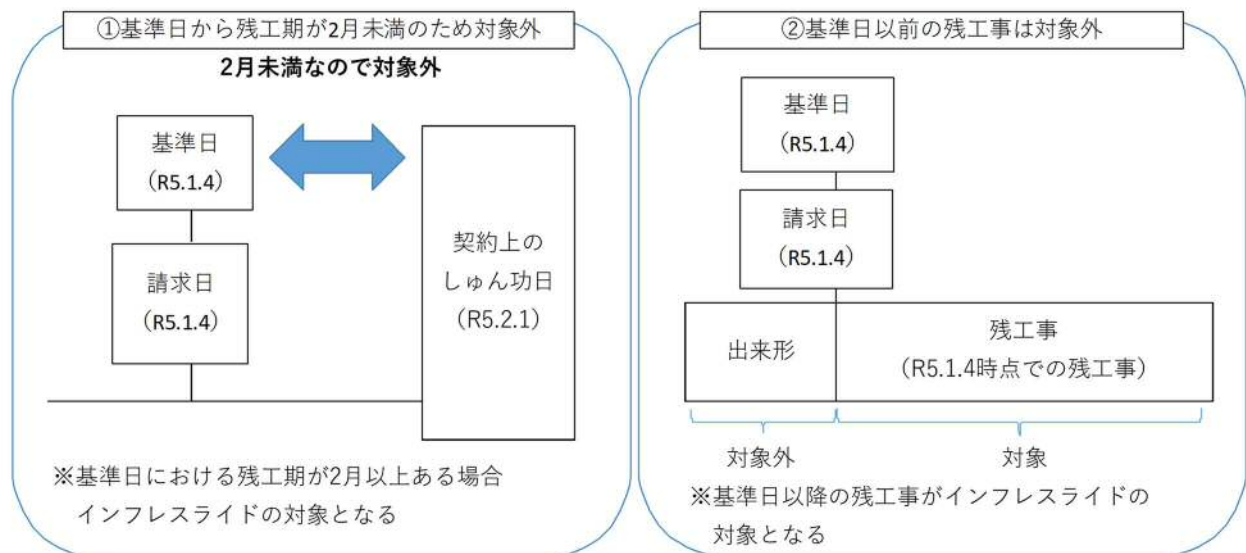 ①基準日から残工期が2月未満のため対象外
2月未満なので対象外
基準日
(R5.1.4)
請求日
(R5.1.4)
契約上の
しゅん功日
(R5.2.1)
※基準日における残工期が2月以上ある場合
インフレスライドの対象となる
②基準日以前の残工事は対象外
基準日
(R5.1.4)
請求日
(R5.1.4)
出来形
残工事
(R5.1.4時点での残工事)
対象外
対象
※基準日以降の残工事がインフレスライドの
対象となる